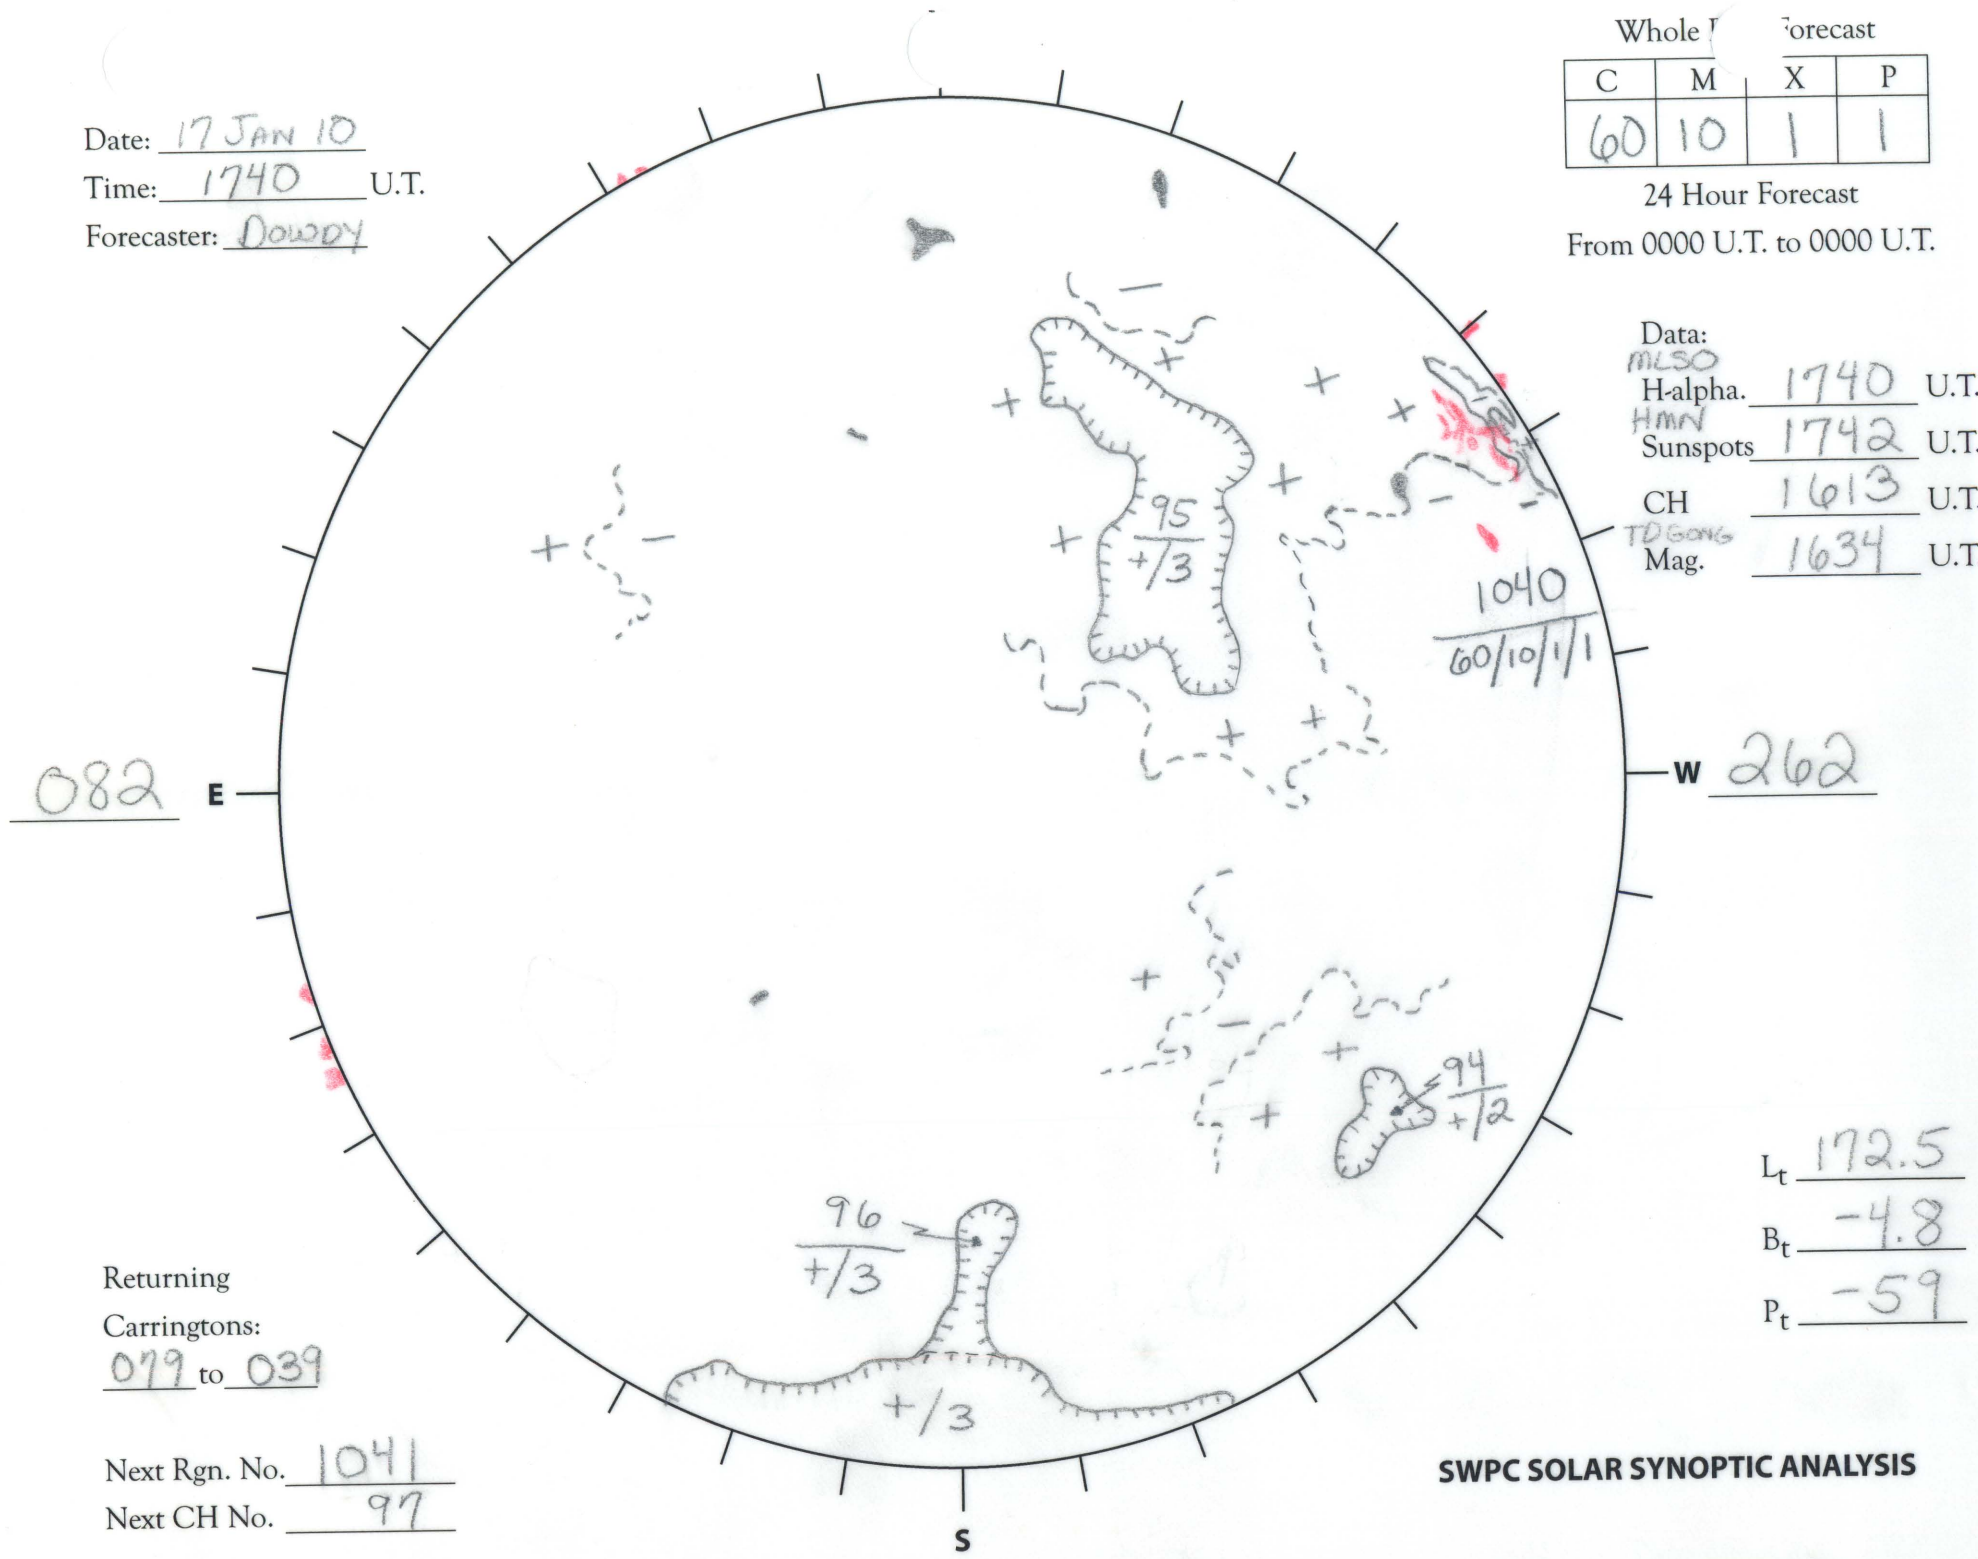 Whole Forecast
C M X P
60 10 1 1
24 Hour Forecast
From 0000 U.T. to 0000 U.T.
Date: 17 JAN 10
Time: 1740 U.T.
Forecaster: DOWDY
Data:
MLSO
H-alpha. 1740 U.T.
HMN
Sunspots 1742 U.T.
CH 1613 U.T.
TDGONG
Mag. 1634 U.T
−
+
+
+
+
95
+/3
+
+
+
−
−
+ −
1040
60/10/1/1
+
+
082 E
W 262
+
−
+
+
94
+/2
96
+/3
+/3
Lt 172.5
Bt -4.8
Pt -59
Returning
Carringtons:
079 to 039
Next Rgn. No. 1041
Next CH No. 97
SWPC SOLAR SYNOPTIC ANALYSIS
S